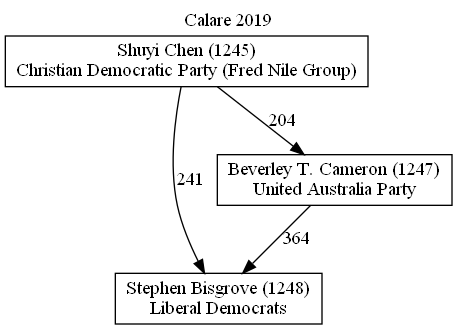 Calare 2019
Shuyi Chen (1245)
Christian Democratic Party (Fred Nile Group)
204
Beverley T. Cameron (1247)
United Australia Party
241
364
Stephen Bisgrove (1248)
Liberal Democrats